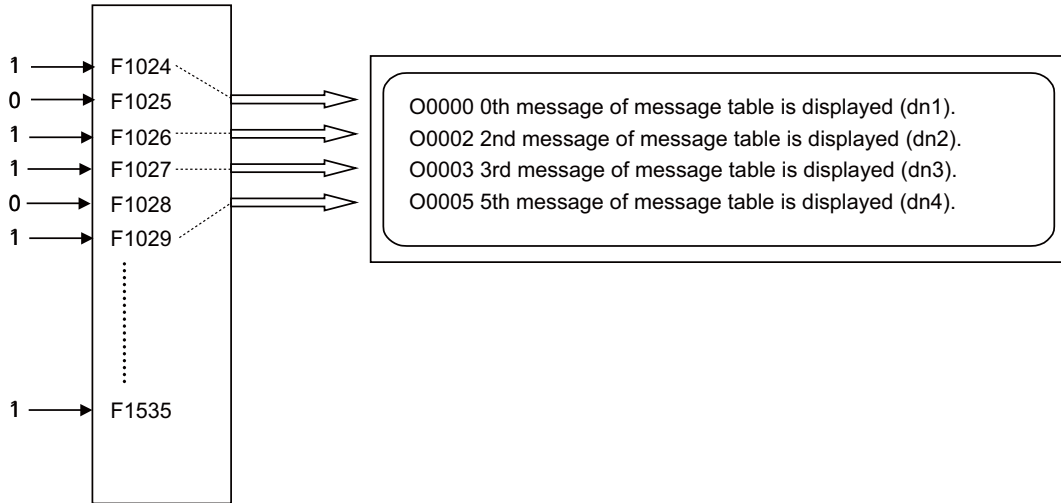 1 F1024
0 F1025
1 F1026
1 F1027
0 F1028
1 F1029
1 F1535
O0000 0th message of message table is displayed (dn1).
O0002 2nd message of message table is displayed (dn2).
O0003 3rd message of message table is displayed (dn3).
O0005 5th message of message table is displayed (dn4).